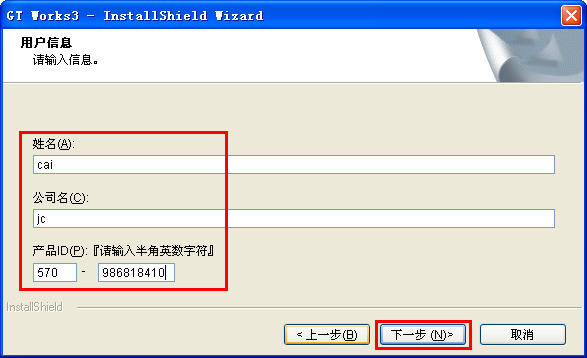 GT Works3 - InstallShield Wizard
用户信息
请输入信息。
姓名(A):
cai
公司名(C):
jc
产品ID(P):『请输入半角英数字符』
570 - 986818410
InstallShield
< 上一步(B) 下一步 (N)> 取消